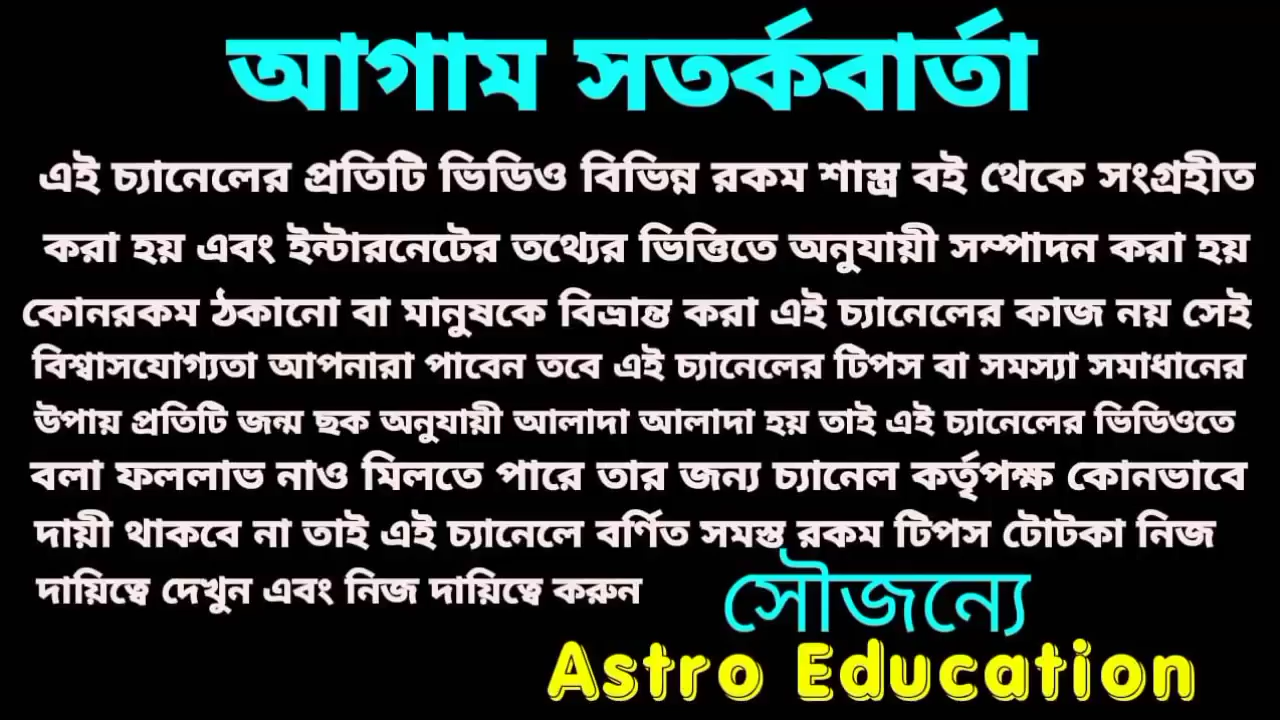 আগাম সতর্কবার্তা
এই চ্যানেলের প্রতিটি ভিডিও বিভিন্ন রকম শাস্ত্র বই থেকে সংগ্রহীত
করা হয় এবং ইন্টারনেটের তথ্যের ভিত্তিতে অনুযায়ী সম্পাদন করা হয়
কোনরকম ঠকানো বা মানুষকে বিভ্রান্ত করা এই চ্যানেলের কাজ নয় সেই
বিশ্বাসযোগ্যতা আপনারা পাবেন তবে এই চ্যানেলের টিপস বা সমস্যা সমাধানের
উপায় প্রতিটি জন্ম ছক অনুযায়ী আলাদা আলাদা হয় তাই এই চ্যানেলের ভিডিওতে
বলা ফললাভ নাও মিলতে পারে তার জন্য চ্যানেল কর্তৃপক্ষ কোনভাবে
দায়ী থাকবে না তাই এই চ্যানেলে বর্ণিত সমস্ত রকম টিপস টোটকা নিজ
দায়িত্বে দেখুন এবং নিজ দায়িত্বে করুন
সৌজন্যে
Astro Education